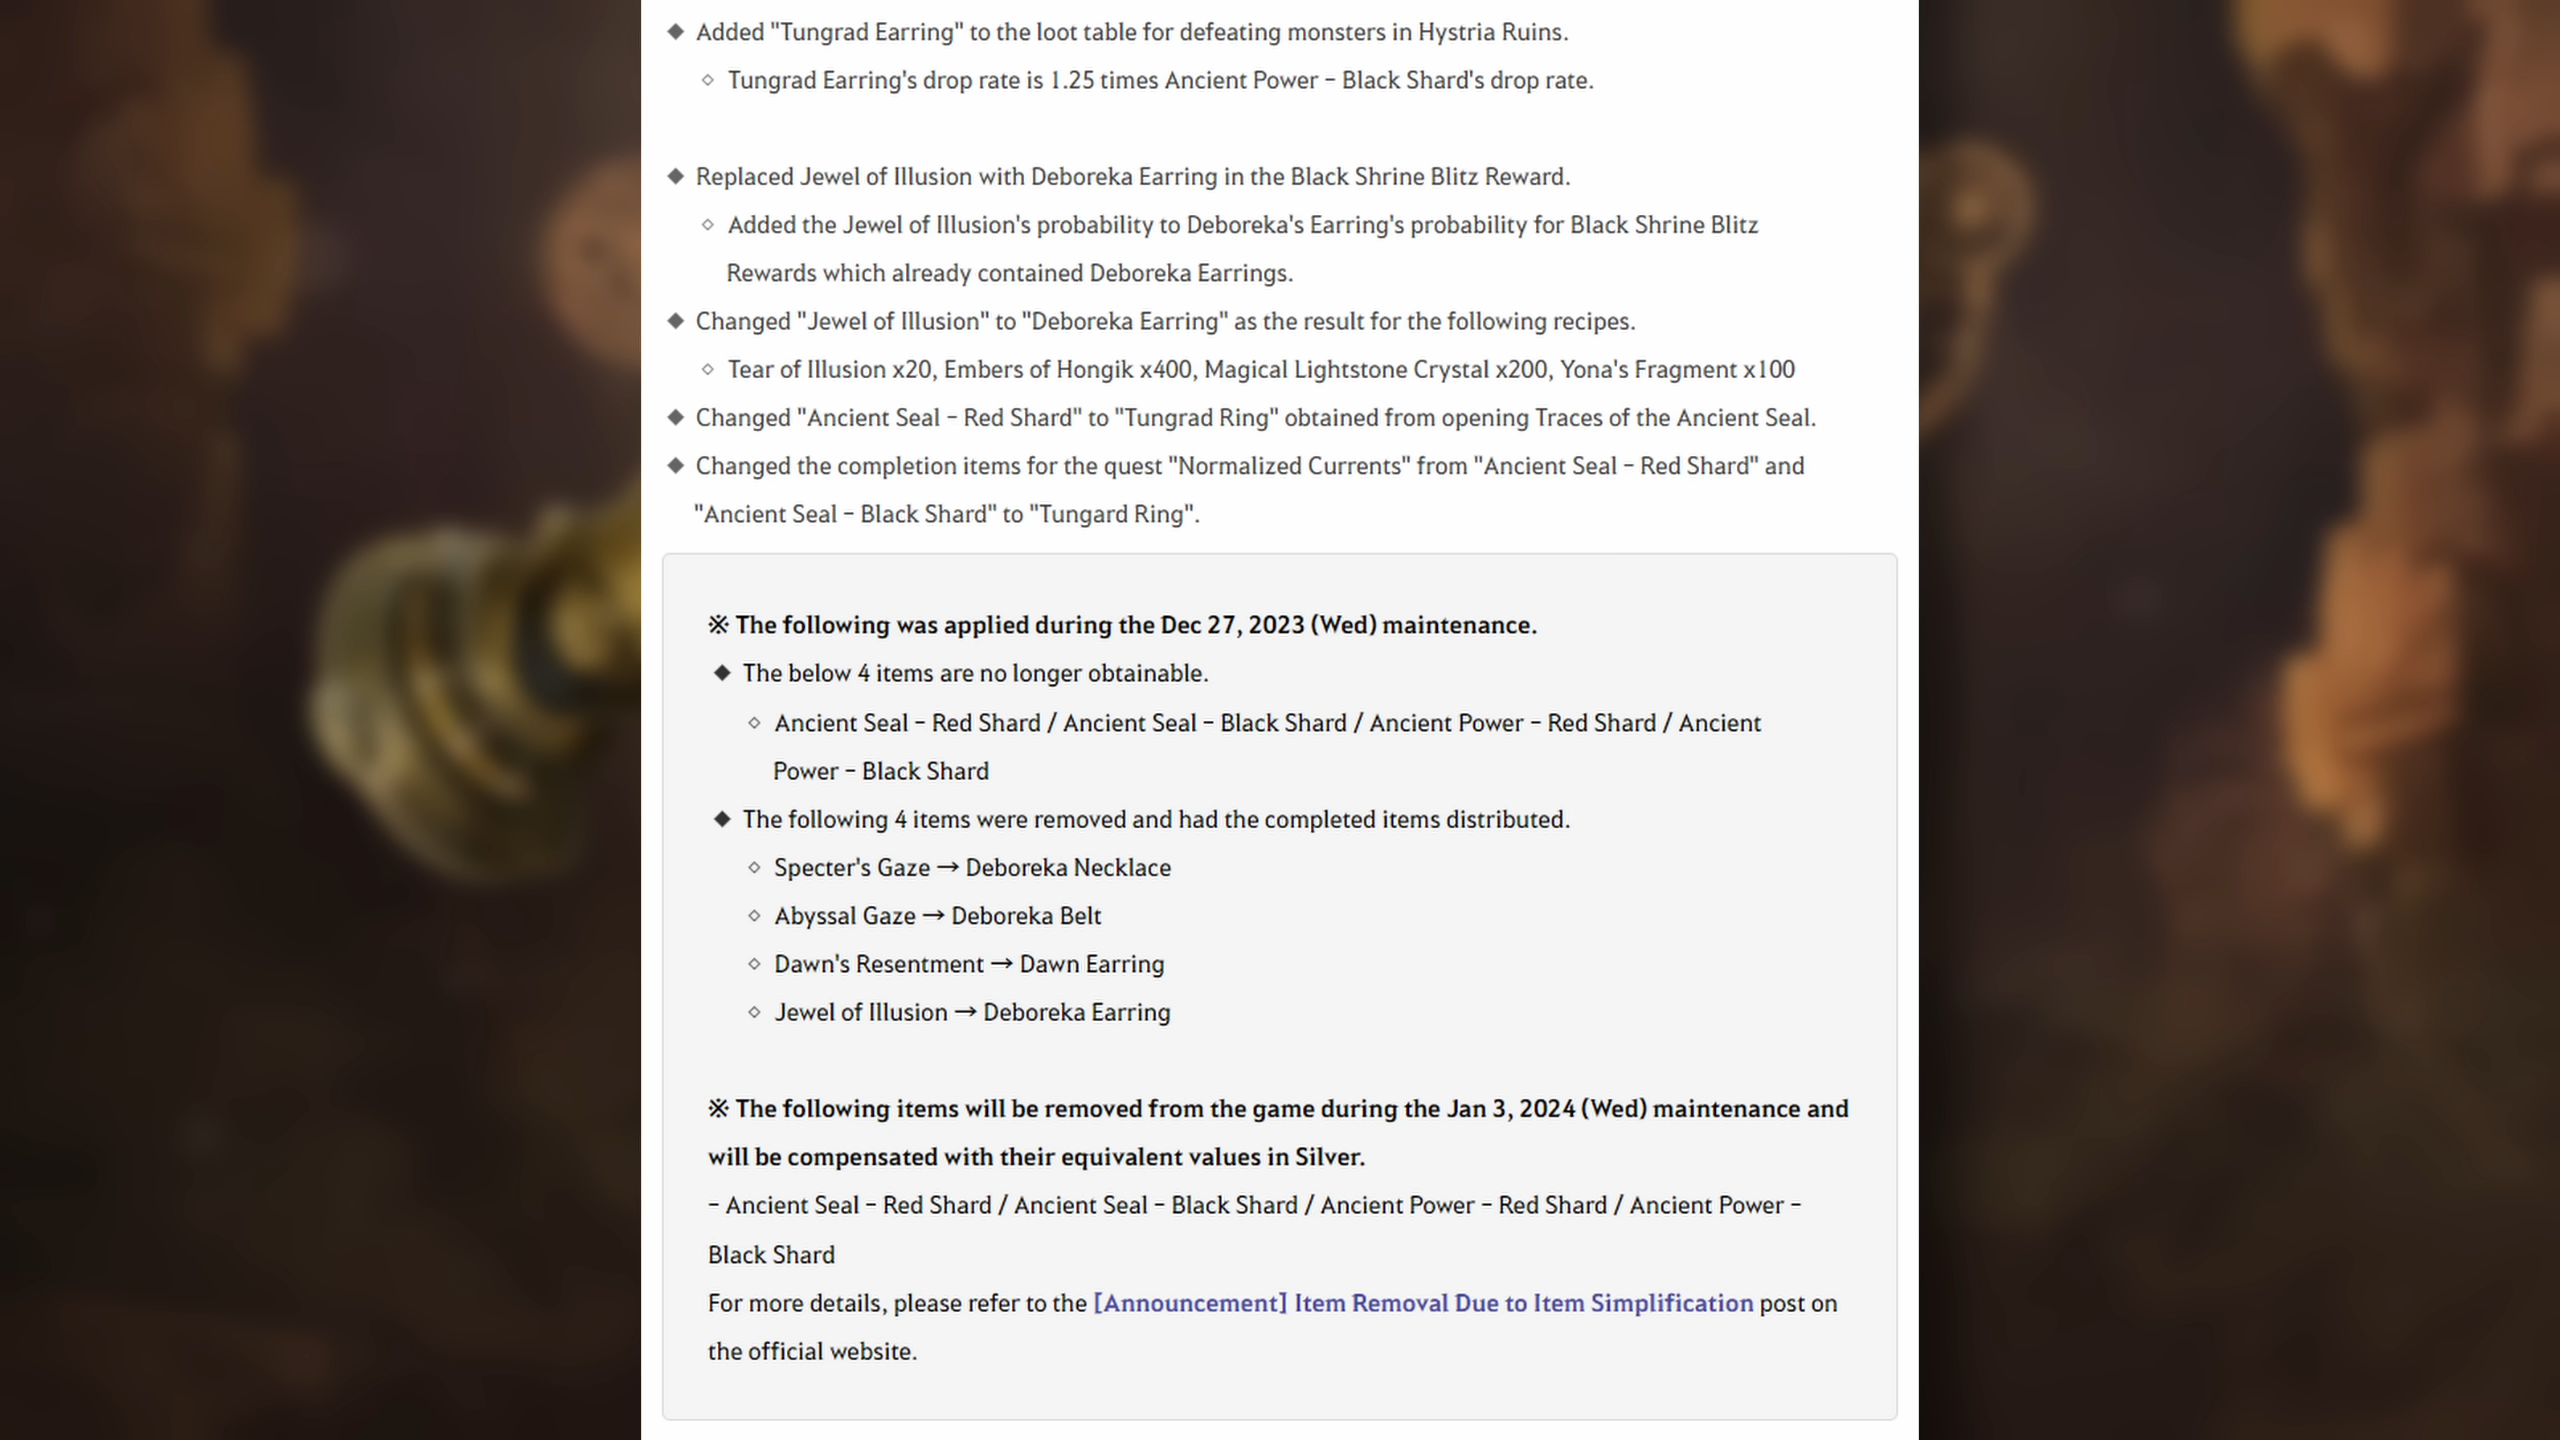 ◆ Added "Tungrad Earring" to the loot table for defeating monsters in Hystria Ruins.
◇ Tungrad Earring's drop rate is 1.25 times Ancient Power – Black Shard's drop rate.
◆ Replaced Jewel of Illusion with Deboreka Earring in the Black Shrine Blitz Reward.
◇ Added the Jewel of Illusion's probability to Deboreka's Earring's probability for Black Shrine Blitz
Rewards which already contained Deboreka Earrings.
◆ Changed "Jewel of Illusion" to "Deboreka Earring" as the result for the following recipes.
◇ Tear of Illusion x20, Embers of Hongik x400, Magical Lightstone Crystal x200, Yona's Fragment x100
◆ Changed "Ancient Seal – Red Shard" to "Tungrad Ring" obtained from opening Traces of the Ancient Seal.
◆ Changed the completion items for the quest "Normalized Currents" from "Ancient Seal – Red Shard" and
"Ancient Seal – Black Shard" to "Tungard Ring".
※ The following was applied during the Dec 27, 2023 (Wed) maintenance.
◆ The below 4 items are no longer obtainable.
◇ Ancient Seal – Red Shard / Ancient Seal – Black Shard / Ancient Power – Red Shard / Ancient
Power – Black Shard
◆ The following 4 items were removed and had the completed items distributed.
◇ Specter's Gaze → Deboreka Necklace
◇ Abyssal Gaze → Deboreka Belt
◇ Dawn's Resentment → Dawn Earring
◇ Jewel of Illusion → Deboreka Earring
※ The following items will be removed from the game during the Jan 3, 2024 (Wed) maintenance and
will be compensated with their equivalent values in Silver.
– Ancient Seal – Red Shard / Ancient Seal – Black Shard / Ancient Power – Red Shard / Ancient Power –
Black Shard
For more details, please refer to the [Announcement] Item Removal Due to Item Simplification post on
the official website.